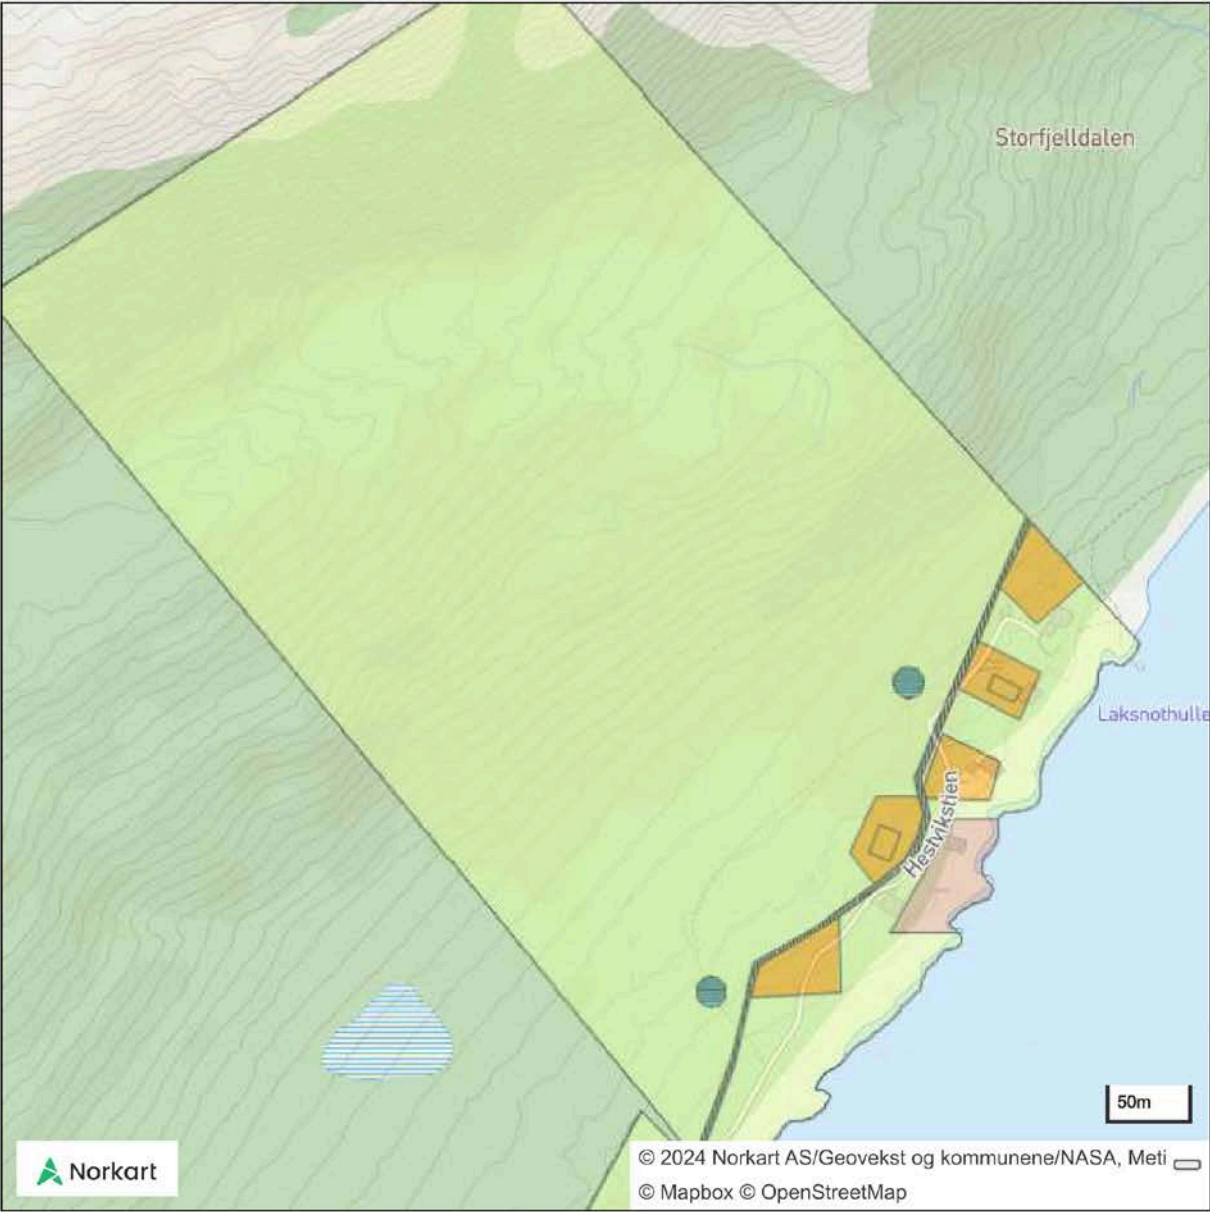 Storfjelldalen
Laksnothulle
Hestvikstien
50m
Norkart
© 2024 Norkart AS/Geovekst og kommunene/NASA, Meti
© Mapbox © OpenStreetMap